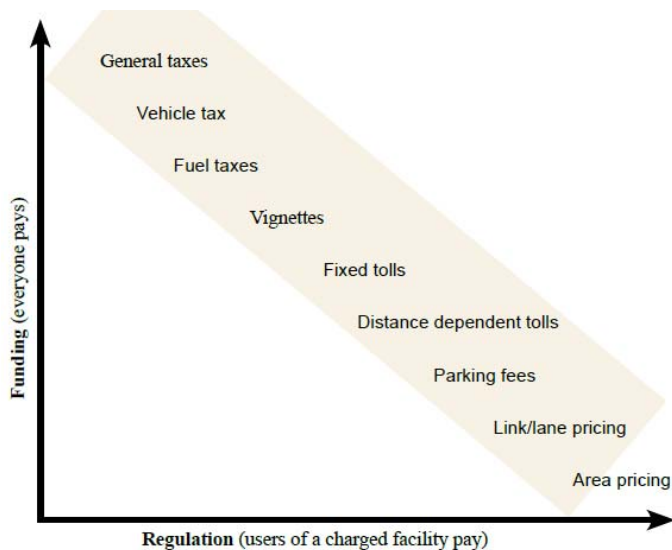 General taxes
Vehicle tax
Fuel taxes
Vignettes
Fixed tolls
Distance dependent tolls
Parking fees
Link/lane pricing
Area pricing
Funding (everyone pays)
Regulation (users of a charged facility pay)